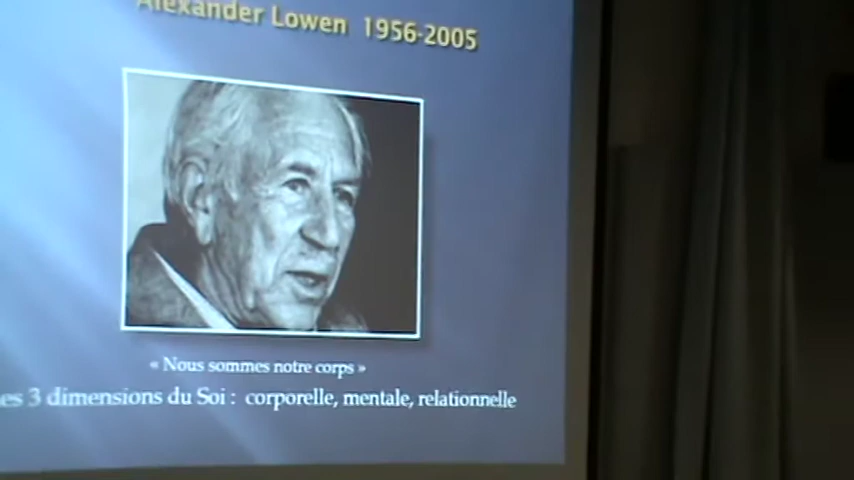 Alexander Lowen 1956-2005
« Nous sommes notre corps »
es 3 dimensions du Soi : corporelle, mentale, relationnelle